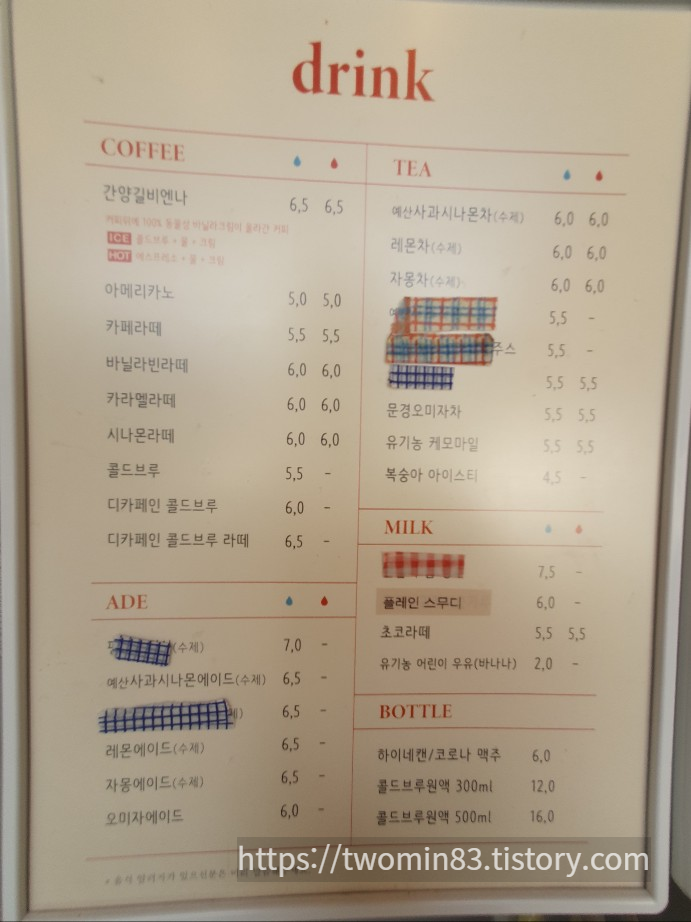 drink
COFFEE
간양길비엔나 6,5 6,5
커피위에 100% 동물성 바닐라크림이 올라간 커피
ICE 콜드브루 + 물 + 크림
HOT 에스프레소 + 물 + 크림
아메리카노 5,0 5,0
카페라떼 5,5 5,5
바닐라빈라떼 6,0 6,0
카라멜라떼 6,0 6,0
시나몬라떼 6,0 6,0
콜드브루 5,5 -
디카페인 콜드브루 6,0 -
디카페인 콜드브루 라떼 6,5 -
ADE
(수제) 7,0 -
예산사과시나몬에이드(수제) 6,5 -
6,5 -
레몬에이드(수제) 6,5 -
자몽에이드(수제) 6,5 -
오미자에이드 6,0 -
TEA
예산사과시나몬차(수제) 6,0 6,0
레몬차(수제) 6,0 6,0
자몽차(수제) 6,0 6,0
5,5 -
주스 5,5 -
5,5 5,5
문경오미자차 5,5 5,5
유기농 케모마일 5,5 5,5
복숭아 아이스티 4,5 -
MILK
7,5 -
플레인 스무디 6,0 -
초코라떼 5,5 5,5
유기농 어린이 우유(바나나) 2,0 -
BOTTLE
하이네캔/코로나 맥주 6,0
콜드브루원액 300ml 12,0
콜드브루원액 500ml 16,0
https://twomin83.tistory.com